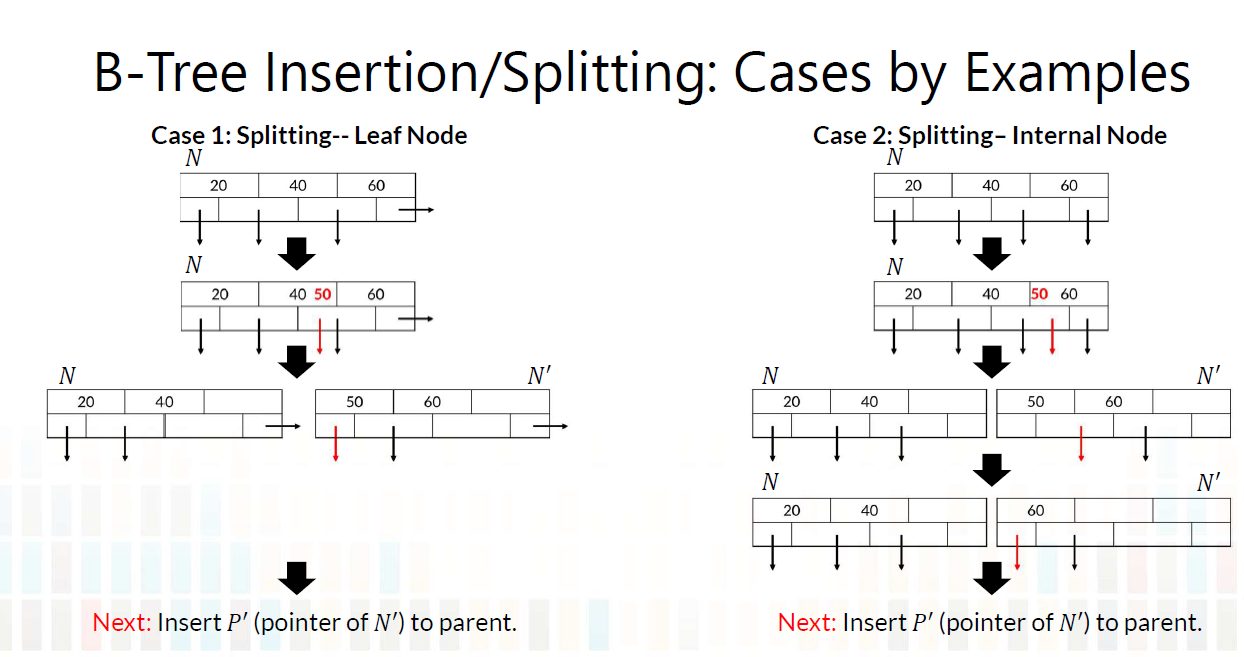 B-Tree Insertion/Splitting: Cases by Examples
Case 1: Splitting-- Leaf Node
N
20 40 60
N
20 40 50 60
N
20 40
N′
50 60
Next: Insert P′ (pointer of N′) to parent.
Case 2: Splitting– Internal Node
N
20 40 60
N
20 40 50 60
N
20 40
N′
50 60
N
20 40
N′
60
Next: Insert P′ (pointer of N′) to parent.